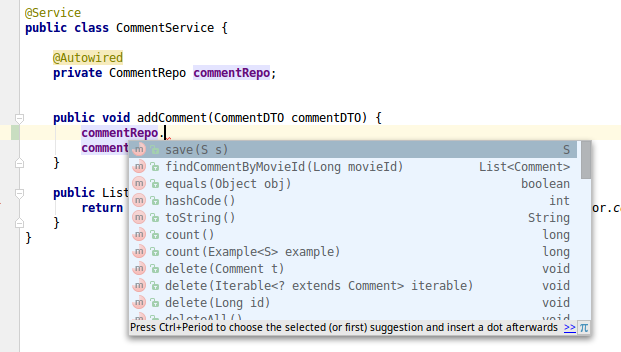 @Service
public class CommentService {
@Autowired
private CommentRepo commentRepo;
public void addComment(CommentDTO commentDTO) {
commentRepo.
comment
save(S s) S
findCommentByMovieId(Long movieId) List<Comment>
equals(Object obj) boolean
hashCode() int
toString() String
count() long
count(Example<S> example) long
delete(Comment t) void
delete(Iterable<? extends Comment> iterable) void
delete(Long id) void
deleteAll() void
Press Ctrl+Period to choose the selected (or first) suggestion and insert a dot afterwards >> π
}
public List
return or.c
}
}